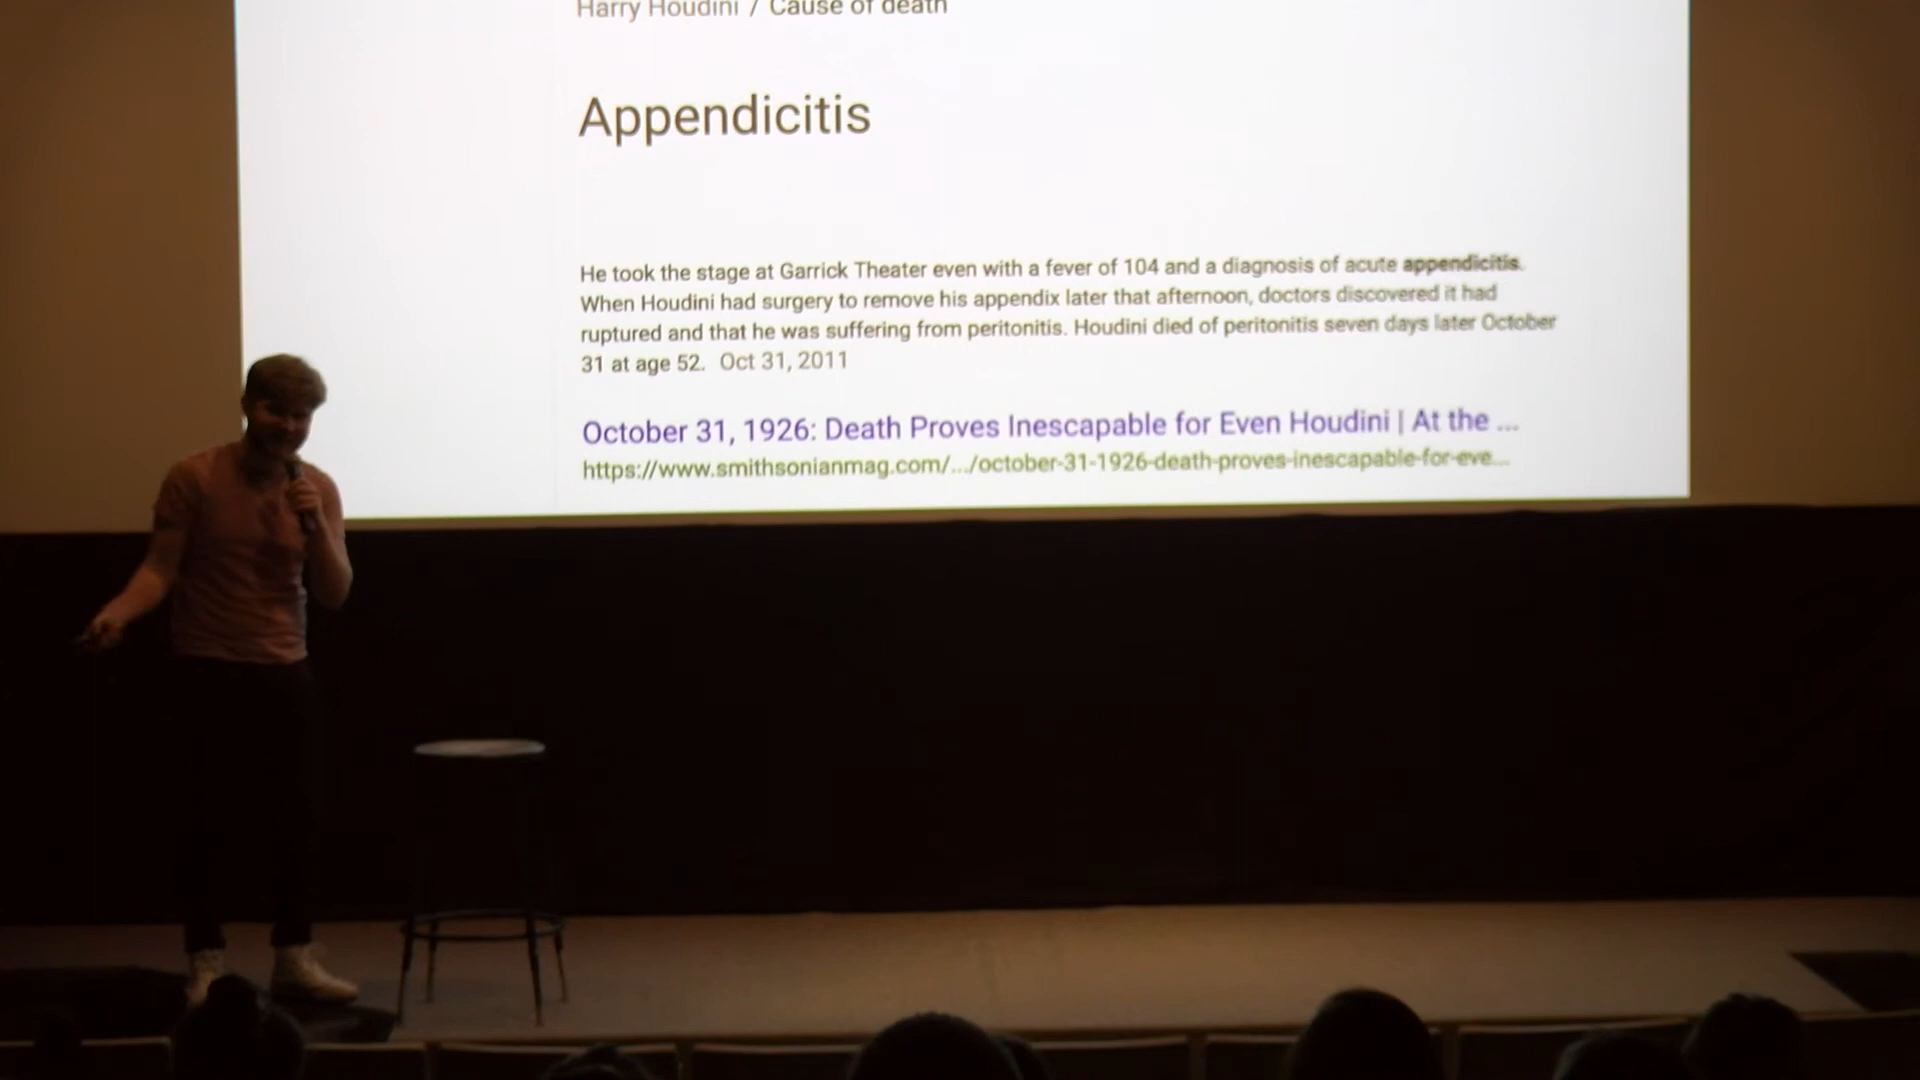 Harry Houdini / Cause of death
Appendicitis
He took the stage at Garrick Theater even with a fever of 104 and a diagnosis of acute appendicitis.
When Houdini had surgery to remove his appendix later that afternoon, doctors discovered it had
ruptured and that he was suffering from peritonitis. Houdini died of peritonitis seven days later October
31 at age 52. Oct 31, 2011
October 31, 1926: Death Proves Inescapable for Even Houdini | At the ...
https://www.smithsonianmag.com/.../october-31-1926-death-proves-inescapable-for-eve...